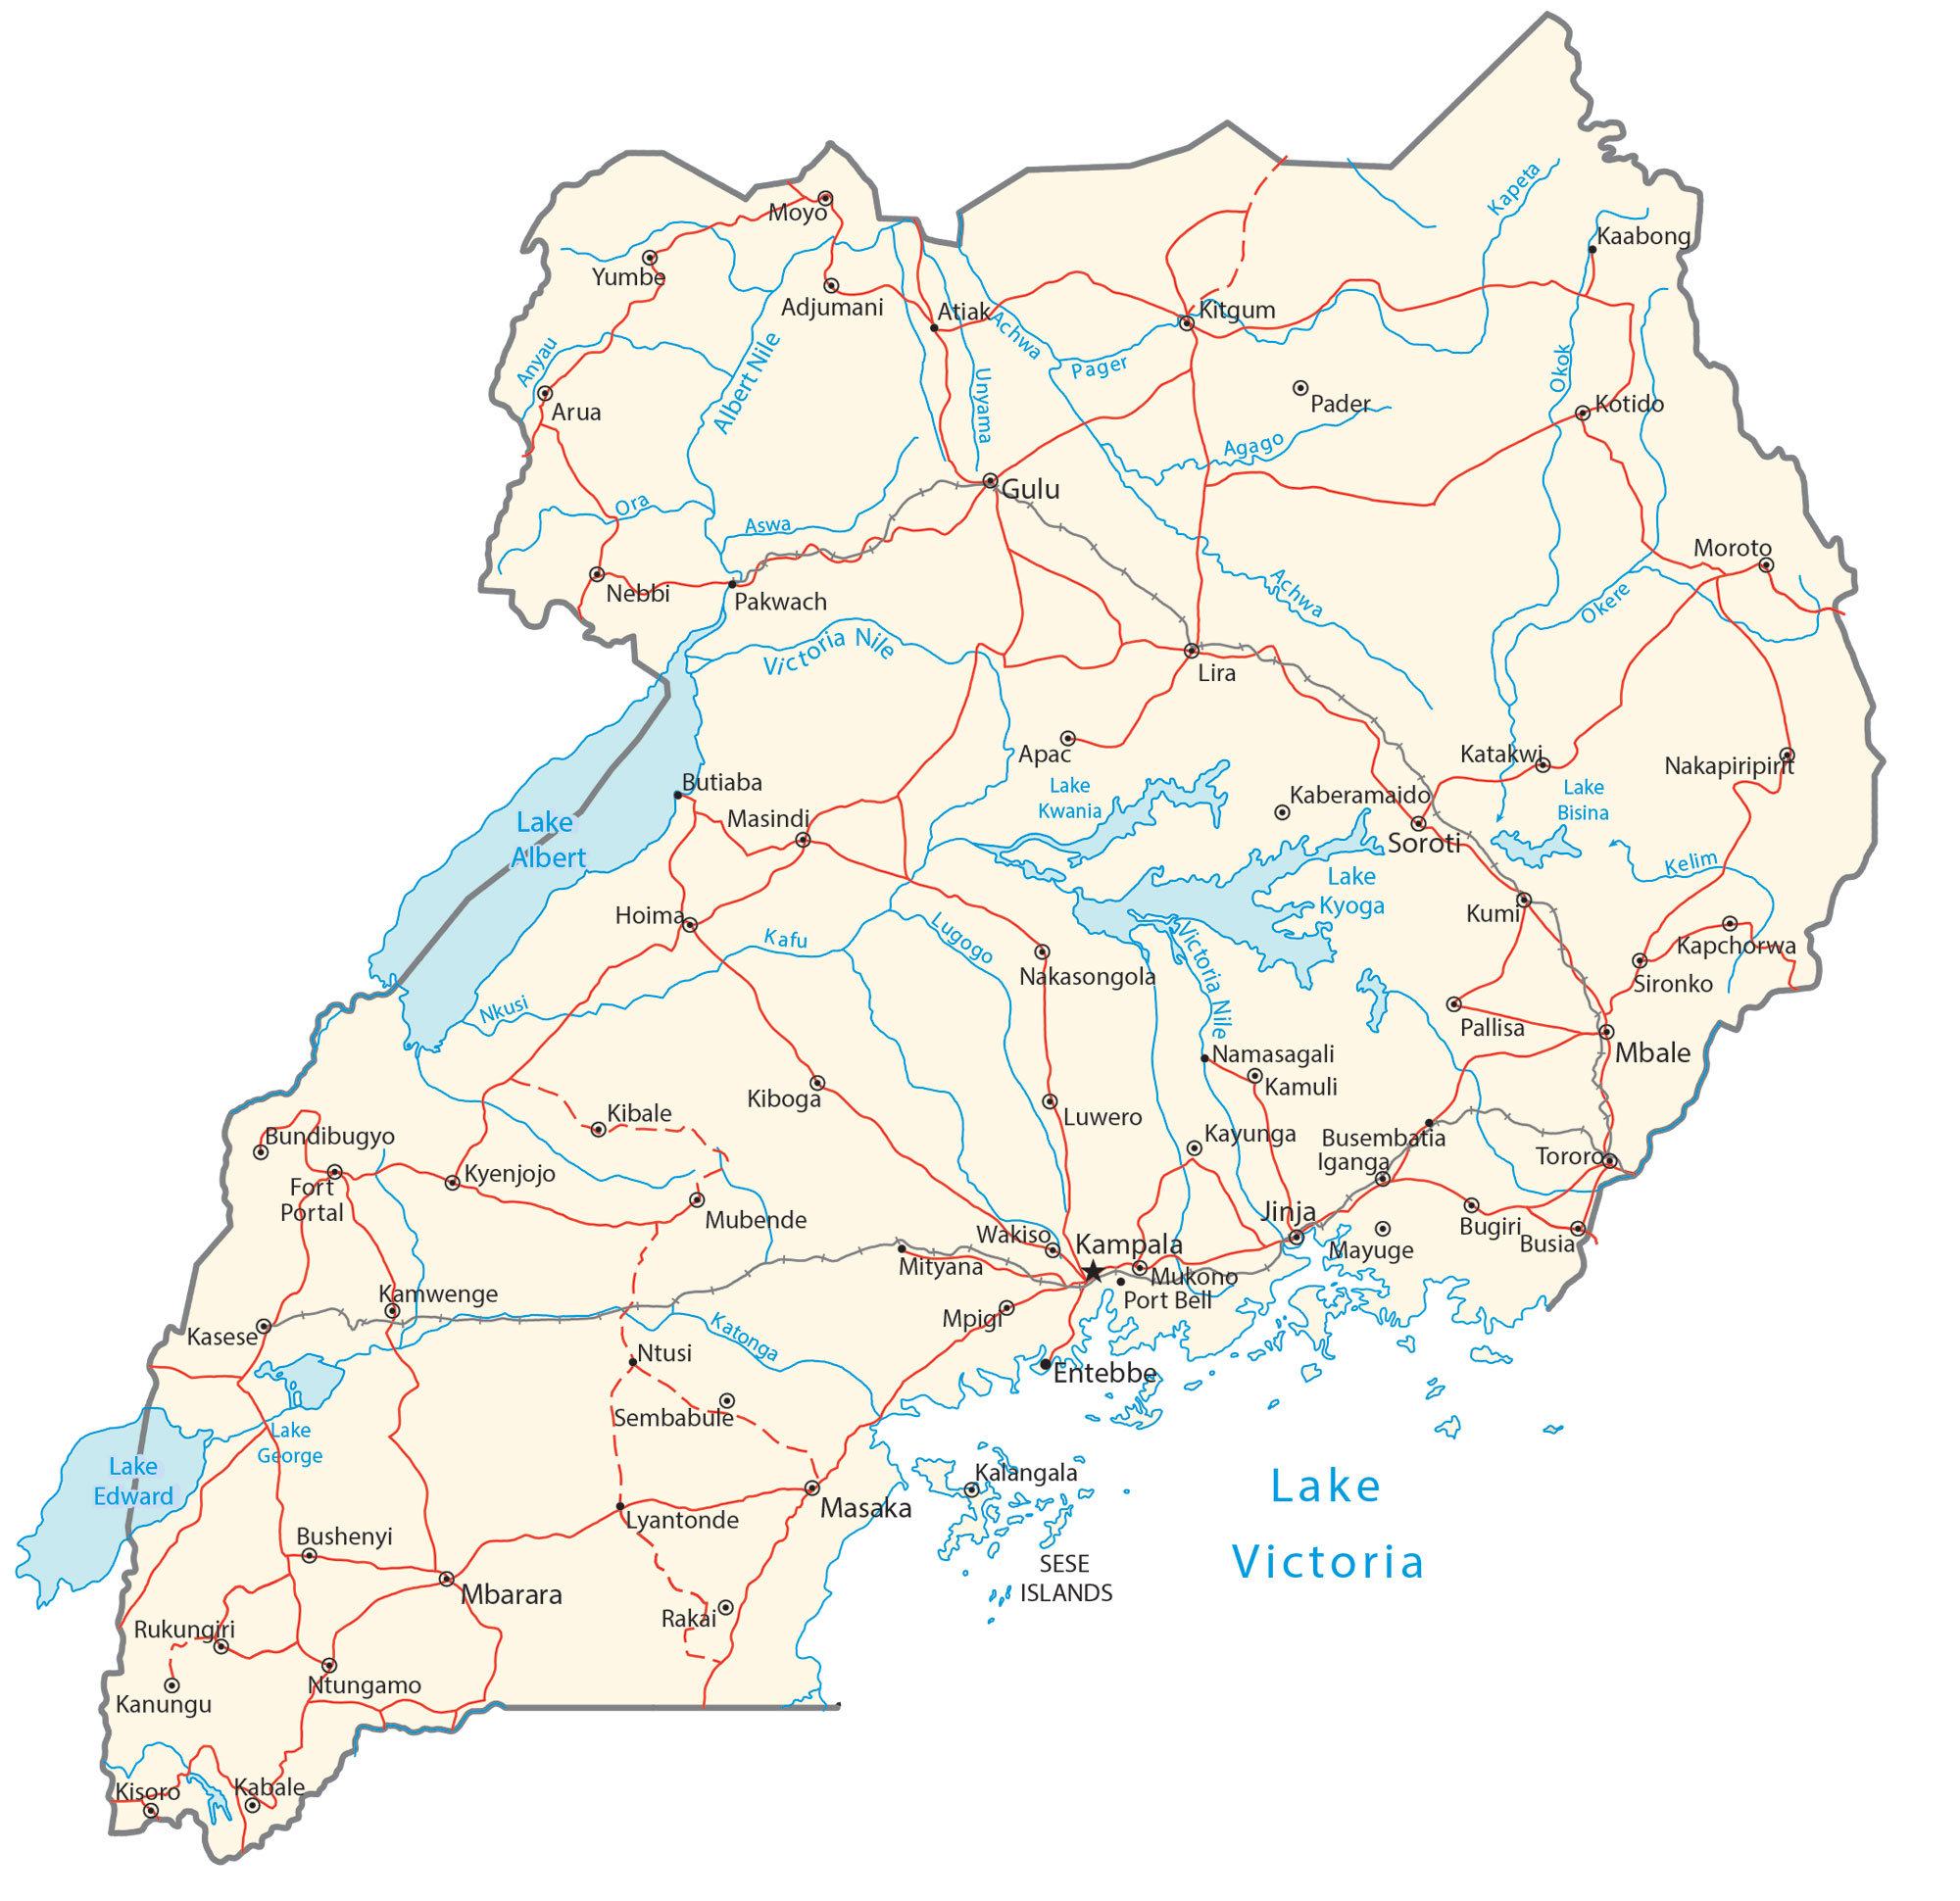 Kapeta
Moyo
Kaabong
Yumbe
Adjumani
Atiak
Kitgum
Achwa
Pager
Anyau
Albert Nile
Unyama
Okok
Arua
Pader
Kotido
Agago
Gulu
Ora
Aswa
Moroto
Nebbi
Pakwach
Achwa
Okere
Victoria Nile
Lira
Apac
Katakwi
Nakapiripirit
Butiaba
Lake
Kwania
Kaberamaido
Lake
Bisina
Masindi
Lake
Albert
Soroti
Kelim
Lake
Kyoga
Hoima
Kumi
Kafu
Lugogo
Victoria Nile
Kapchorwa
Nakasongola
Sironko
Nkusi
Pallisa
Namasagali
Mbale
Kamuli
Kiboga
Kibale
Luwero
Bundibugyo
Kayunga
Busembatia
Iganga
Tororo
Kyenjojo
Fort
Portal
Mubende
Jinja
Bugiri
Wakiso
Kampala
Mayuge
Busia
Mityana
Mukono
Port Bell
Kamwenge
Mpigi
Kasese
Katonga
Ntusi
Entebbe
Sembabule
Lake
George
Lake
Edward
Kalangala
Lake
Victoria
Masaka
Lyantonde
Bushenyi
SESE
ISLANDS
Mbarara
Rakai
Rukungiri
Ntungamo
Kanungu
Kisoro
Kabale